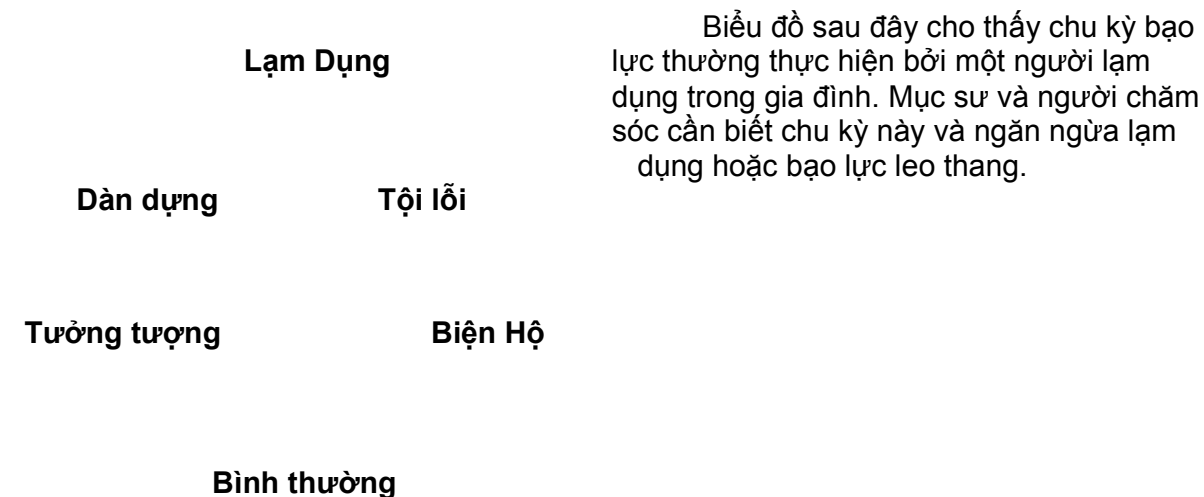 Lạm Dụng
Dàn dựng Tội lỗi
Tưởng tượng Biện Hộ
Bình thường
Biểu đồ sau đây cho thấy chu kỳ bạo
lực thường thực hiện bởi một người lạm
dụng trong gia đình. Mục sư và người chăm
sóc cần biết chu kỳ này và ngăn ngừa lạm
dụng hoặc bạo lực leo thang.